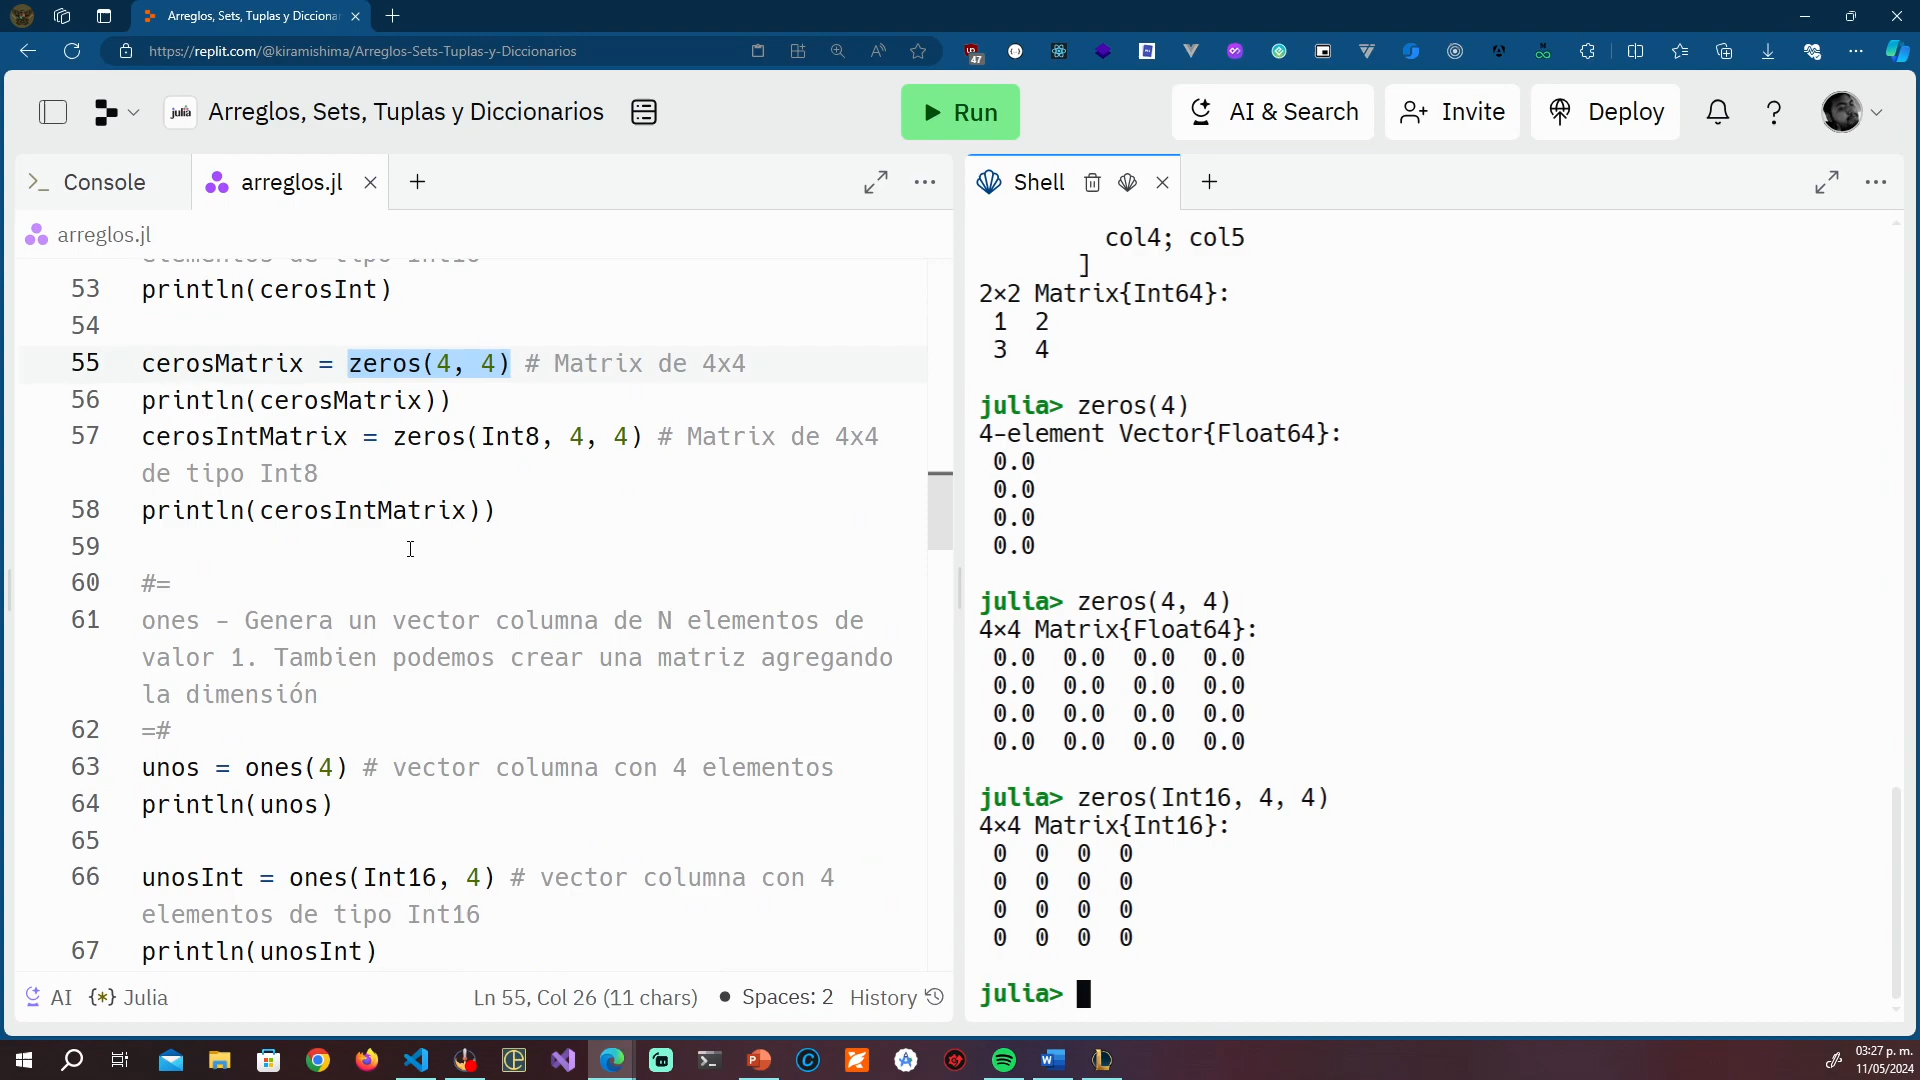 Arreglos, Sets, Tuplas y Dicciona
https://replit.com/@kiramishima/Arreglos-Sets-Tuplas-y-Diccionarios
47
julia
Arreglos, Sets, Tuplas y Diccionarios
Run
AI & Search
Invite
Deploy
Console
arreglos.jl
Shell
arreglos.jl
elementos de tipo Int16
53 println(cerosInt)
54
55 cerosMatrix = zeros(4, 4) # Matrix de 4x4
56 println(cerosMatrix))
57 cerosIntMatrix = zeros(Int8, 4, 4) # Matrix de 4x4
de tipo Int8
58 println(cerosIntMatrix))
59
60 #=
61 ones - Genera un vector columna de N elementos de
valor 1. Tambien podemos crear una matriz agregando
la dimensión
62 =#
63 unos = ones(4) # vector columna con 4 elementos
64 println(unos)
65
66 unosInt = ones(Int16, 4) # vector columna con 4
elementos de tipo Int16
67 println(unosInt)
AI {*} Julia
Ln 55, Col 26 (11 chars) • Spaces: 2 History
col4; col5
]
2×2 Matrix{Int64}:
1 2
3 4
julia> zeros(4)
4-element Vector{Float64}:
0.0
0.0
0.0
0.0
julia> zeros(4, 4)
4×4 Matrix{Float64}:
0.0 0.0 0.0 0.0
0.0 0.0 0.0 0.0
0.0 0.0 0.0 0.0
0.0 0.0 0.0 0.0
julia> zeros(Int16, 4, 4)
4×4 Matrix{Int16}:
0 0 0 0
0 0 0 0
0 0 0 0
0 0 0 0
julia>
03:27 p. m.
11/05/2024